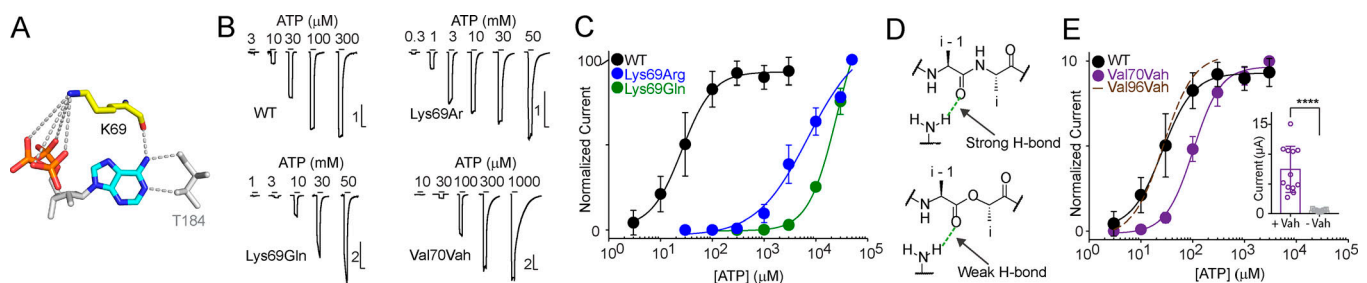 A
K69
T184
B
ATP (μM)
3 10 30 100 300
WT
1
ATP (mM)
0.3 1 3 10 30 50
Lys69Ar
1
ATP (mM)
1 3 10 30 50
Lys69Gln
2
ATP (μM)
10 30 100 300 1000
Val70Vah
2
C
WT
Lys69Arg
Lys69Gln
Normalized Current
100
0
10⁰ 10¹ 10² 10³ 10⁴ 10⁵
[ATP] (μM)
D
i - 1
H
N
O
N
H
O
i
H
N
H
Strong H-bond
i - 1
O
N
H
O
O
i
H
N
H
Weak H-bond
E
WT
Val70Vah
Val96Vah
Normalized Current
10
0
10⁰ 10¹ 10² 10³ 10⁴ 10⁵
[ATP] (μM)
****
Current (μA)
15
10
5
0
+ Vah - Vah